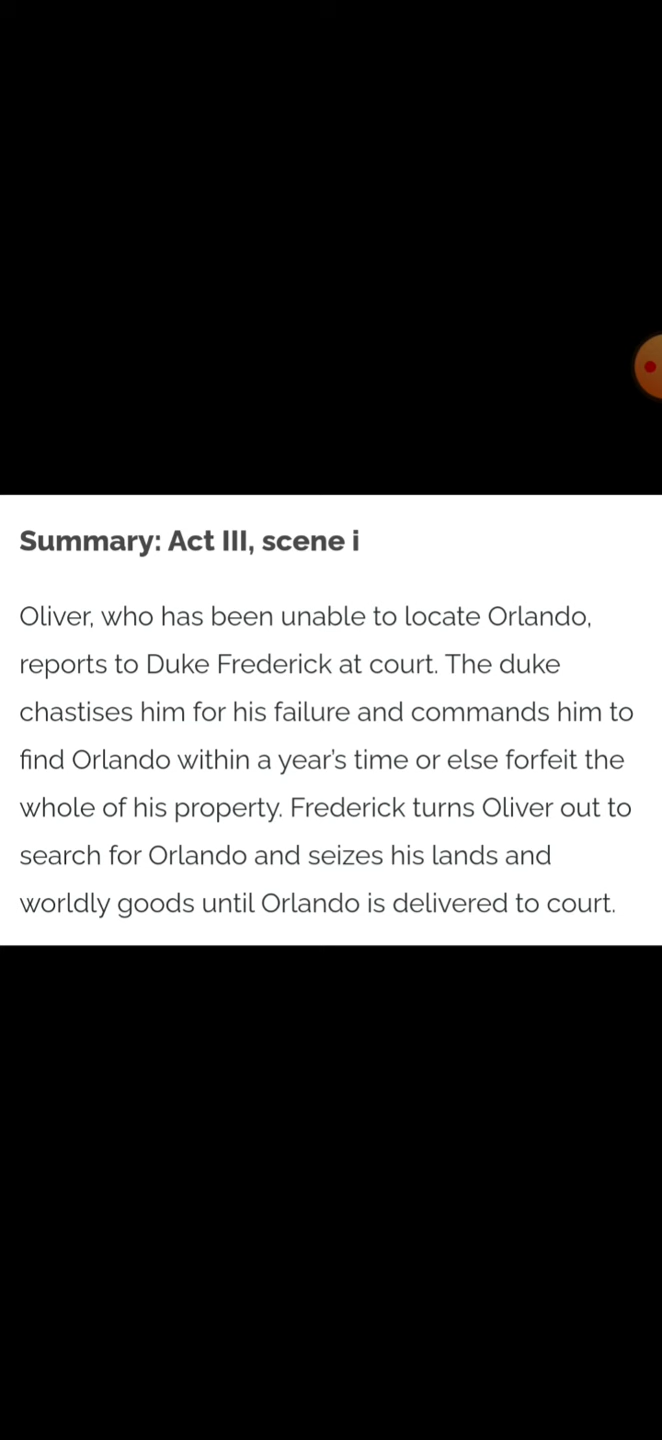 Summary: Act III, scene i
Oliver, who has been unable to locate Orlando,
reports to Duke Frederick at court. The duke
chastises him for his failure and commands him to
find Orlando within a year's time or else forfeit the
whole of his property. Frederick turns Oliver out to
search for Orlando and seizes his lands and
worldly goods until Orlando is delivered to court.